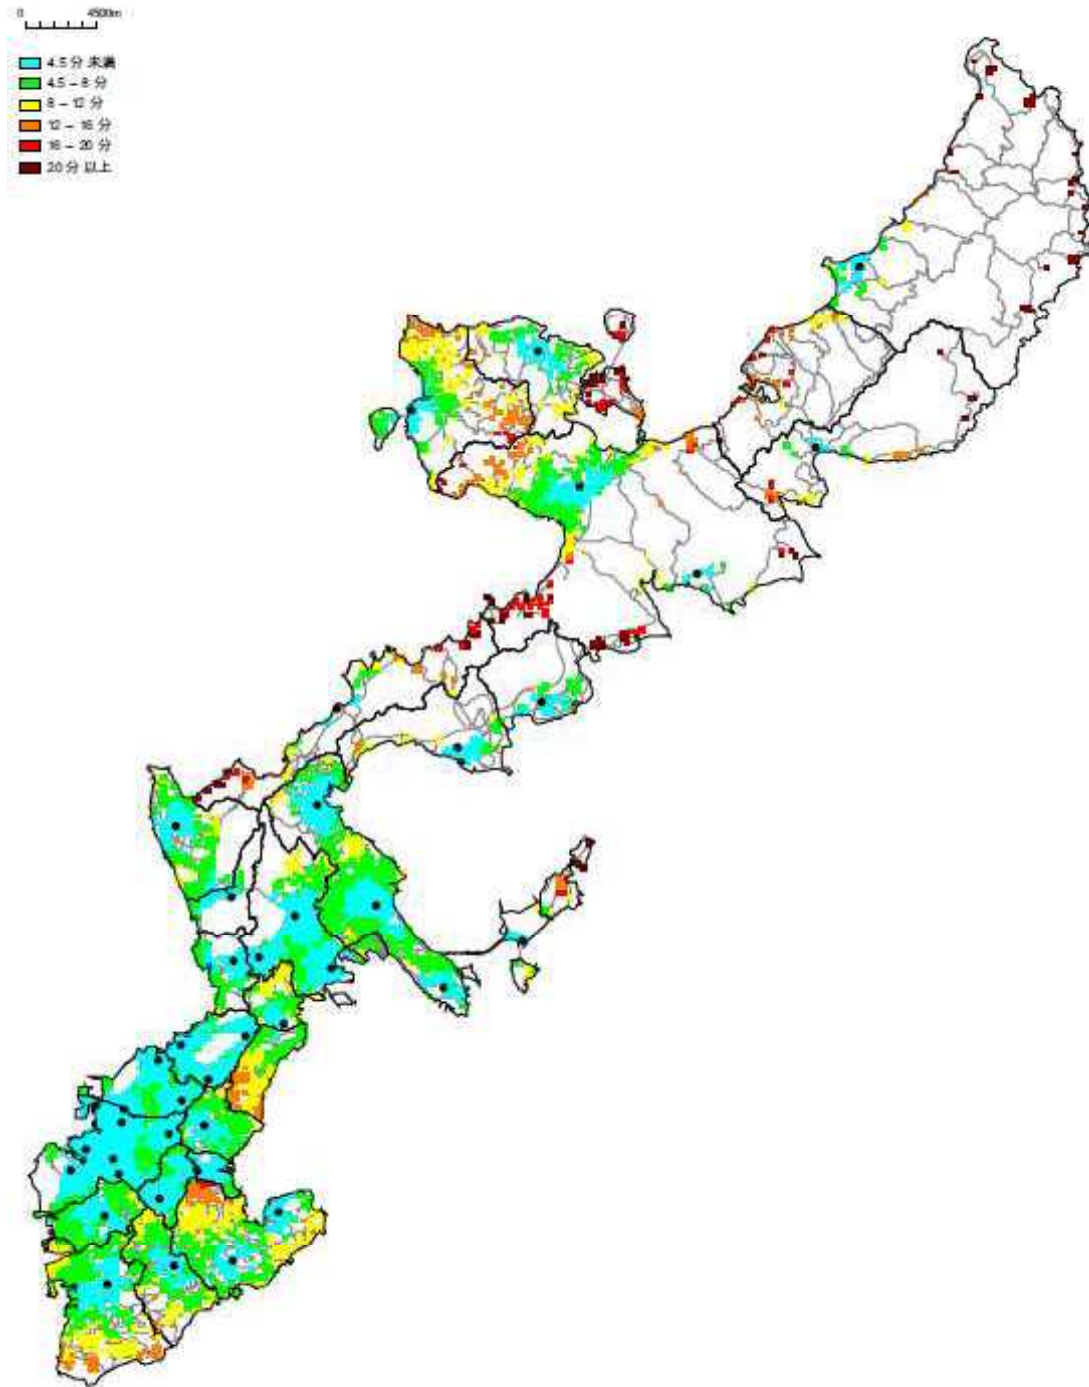 0 4500m
4.5分 未満
4.5 – 8 分
8 – 12 分
12 – 16 分
16 – 20 分
20 分 以上